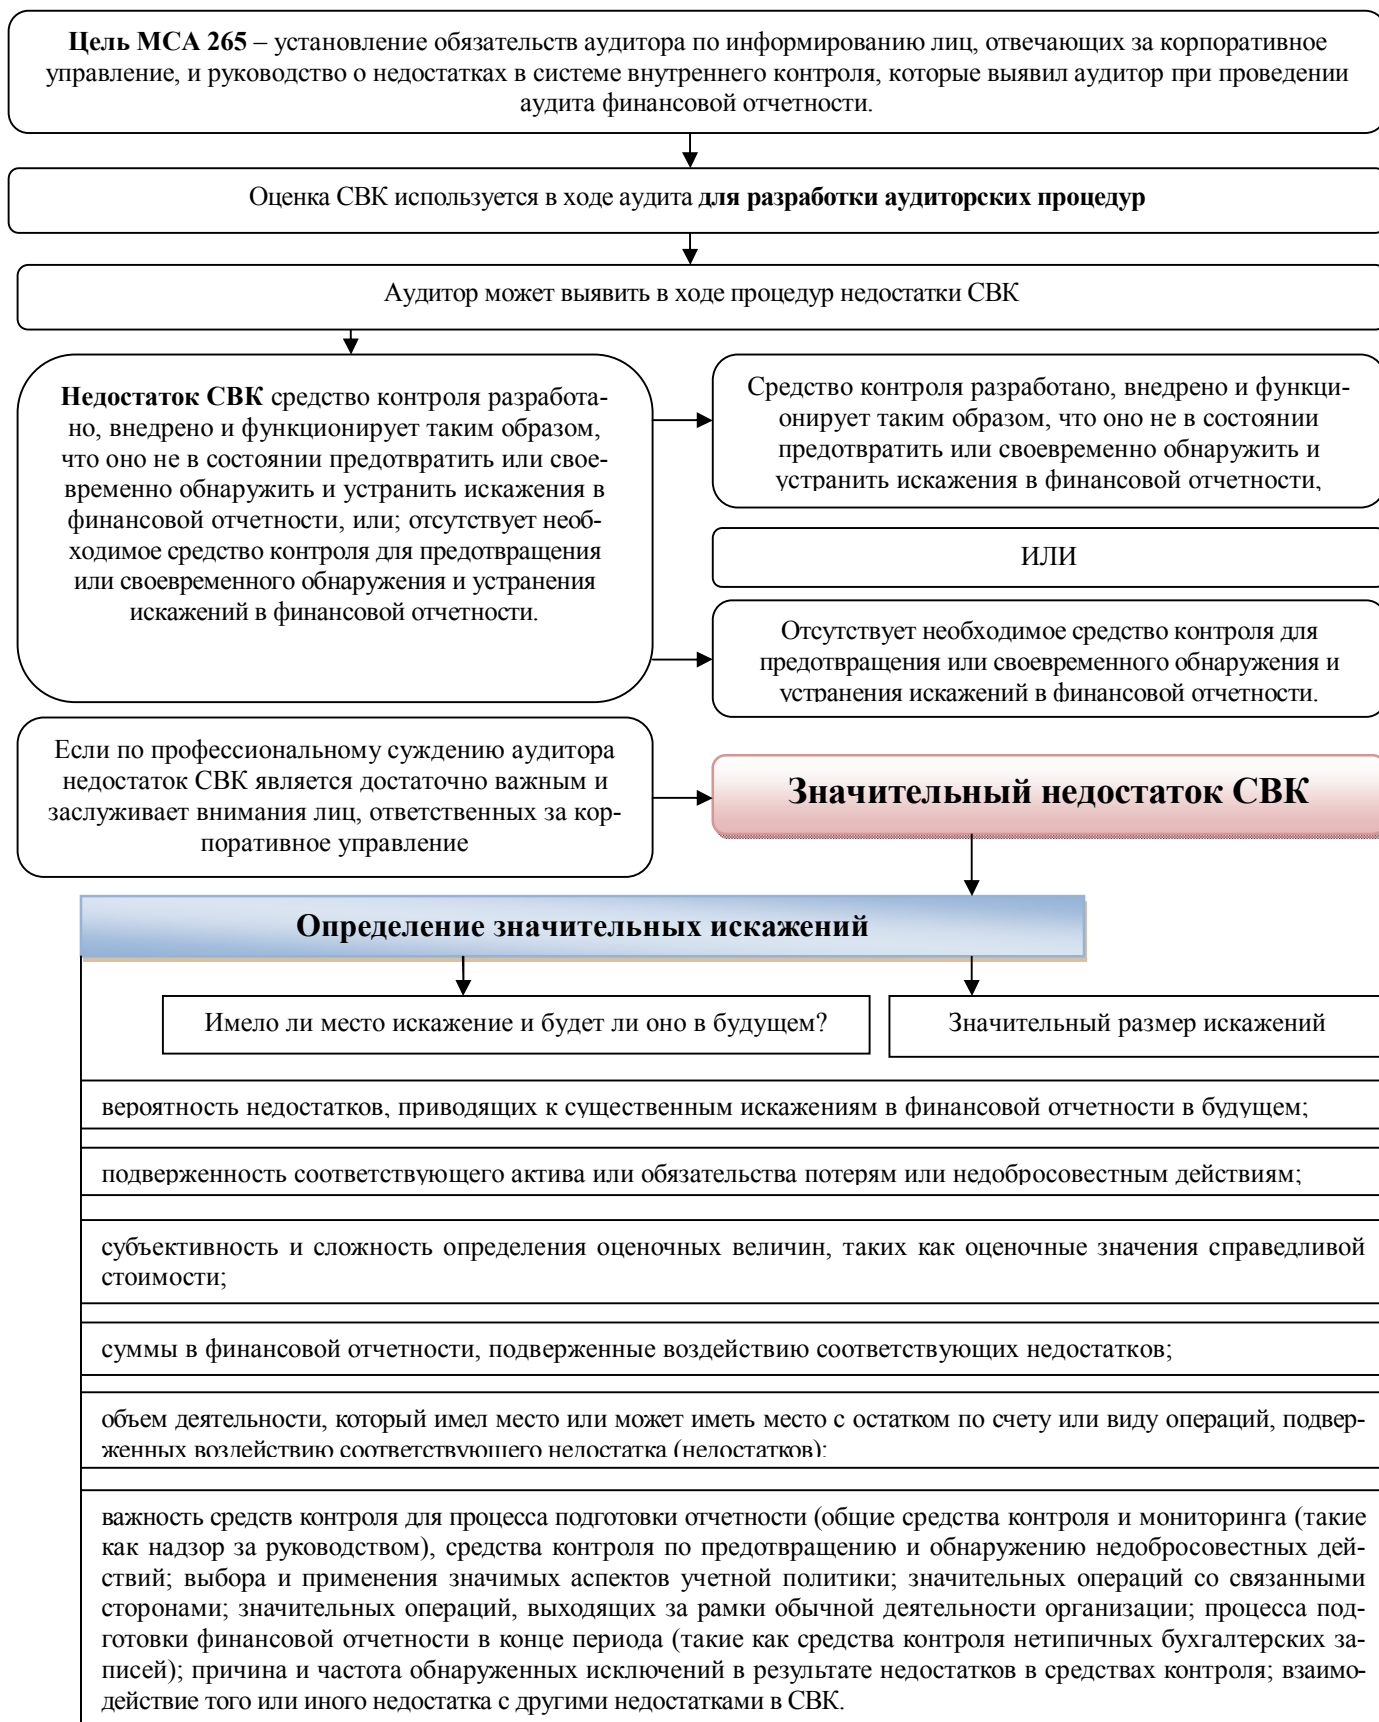 Цель МСА 265 – установление обязательств аудитора по информированию лиц, отвечающих за корпоративное
управление, и руководство о недостатках в системе внутреннего контроля, которые выявил аудитор при проведении
аудита финансовой отчетности.
Оценка СВК используется в ходе аудита для разработки аудиторских процедур
Аудитор может выявить в ходе процедур недостатки СВК
Недостаток СВК средство контроля разработа-
но, внедрено и функционирует таким образом,
что оно не в состоянии предотвратить или свое-
временно обнаружить и устранить искажения в
финансовой отчетности, или; отсутствует необ-
ходимое средство контроля для предотвращения
или своевременного обнаружения и устранения
искажений в финансовой отчетности.
Средство контроля разработано, внедрено и функци-
онирует таким образом, что оно не в состоянии
предотвратить или своевременно обнаружить и
устранить искажения в финансовой отчетности,
ИЛИ
Отсутствует необходимое средство контроля для
предотвращения или своевременного обнаружения и
устранения искажений в финансовой отчетности.
Если по профессиональному суждению аудитора
недостаток СВК является достаточно важным и
заслуживает внимания лиц, ответственных за кор-
поративное управление
Значительный недостаток СВК
Определение значительных искажений
Имело ли место искажение и будет ли оно в будущем?
Значительный размер искажений
вероятность недостатков, приводящих к существенным искажениям в финансовой отчетности в будущем;
подверженность соответствующего актива или обязательства потерям или недобросовестным действиям;
субъективность и сложность определения оценочных величин, таких как оценочные значения справедливой
стоимости;
суммы в финансовой отчетности, подверженные воздействию соответствующих недостатков;
объем деятельности, который имел место или может иметь место с остатком по счету или виду операций, подвер-
женных воздействию соответствующего недостатка (недостатков);
важность средств контроля для процесса подготовки отчетности (общие средства контроля и мониторинга (такие
как надзор за руководством), средства контроля по предотвращению и обнаружению недобросовестных дей-
ствий; выбора и применения значимых аспектов учетной политики; значительных операций со связанными
сторонами; значительных операций, выходящих за рамки обычной деятельности организации; процесса под-
готовки финансовой отчетности в конце периода (такие как средства контроля нетипичных бухгалтерских за-
писей); причина и частота обнаруженных исключений в результате недостатков в средствах контроля; взаимо-
действие того или иного недостатка с другими недостатками в СВК.